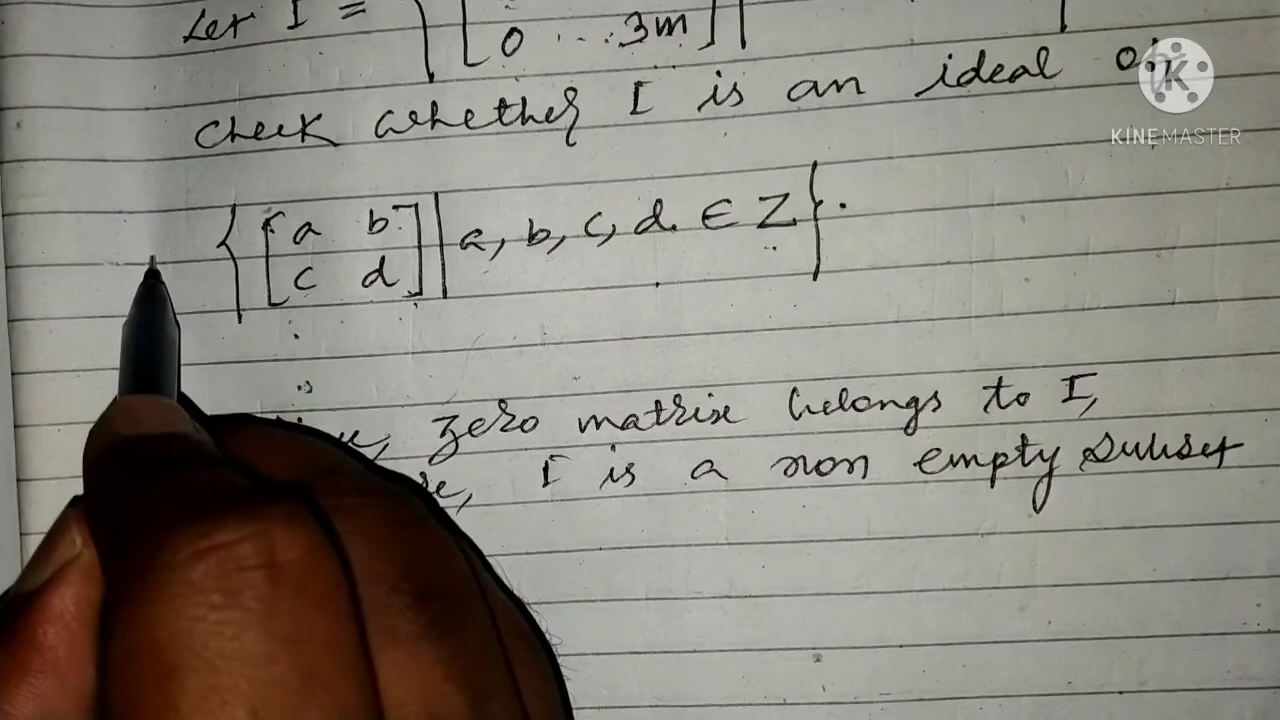 Let I = { [ 0 ... 3m ] |
check whether I is an ideal of
KINEMASTER
{ [ a b | a, b, c, d. ∈ Z } .
c d ]
zero matrix belongs to I,
I is a non empty subset